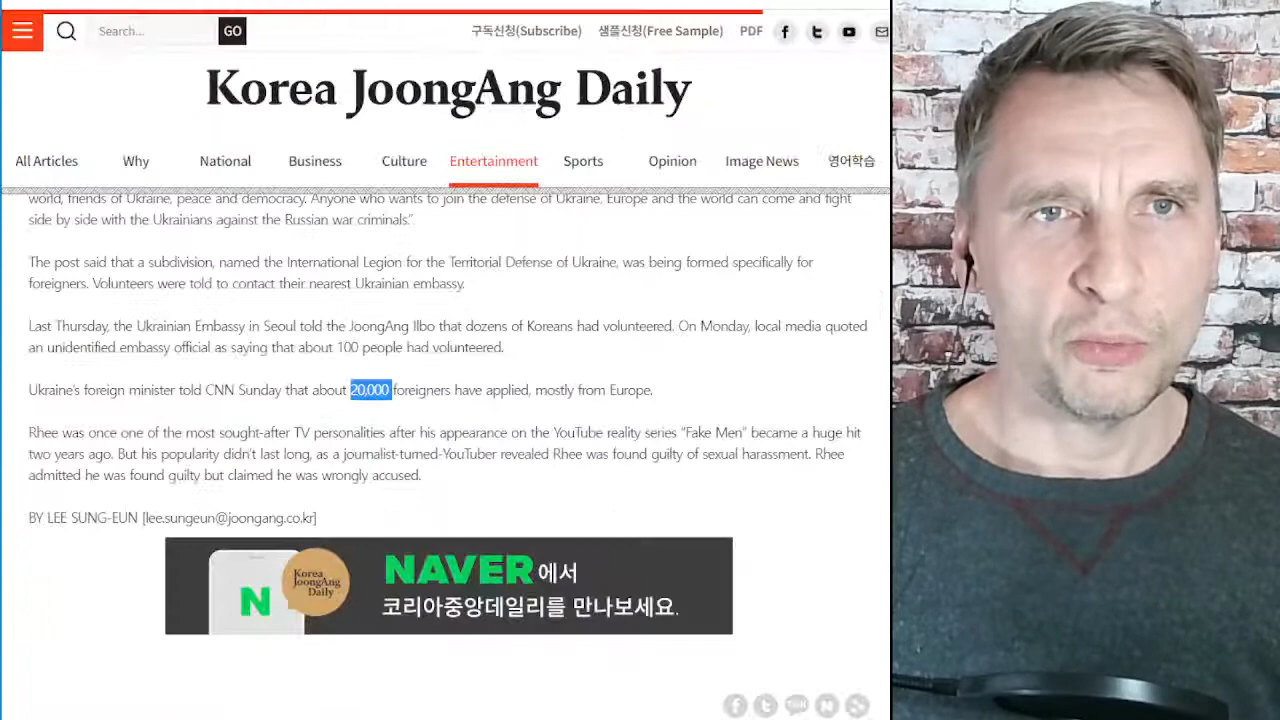 Search...
GO
구독신청(Subscribe)
샘플신청(Free Sample)
PDF
Korea JoongAng Daily
All Articles
Why
National
Business
Culture
Entertainment
Sports
Opinion
Image News
영어학습
world, friends of Ukraine, peace and democracy. Anyone who wants to join the defense of Ukraine, Europe and the world can come and fight
side by side with the Ukrainians against the Russian war criminals.”
The post said that a subdivision, named the International Legion for the Territorial Defense of Ukraine, was being formed specifically for
foreigners. Volunteers were told to contact their nearest Ukrainian embassy.
Last Thursday, the Ukrainian Embassy in Seoul told the JoongAng Ilbo that dozens of Koreans had volunteered. On Monday, local media quoted
an unidentified embassy official as saying that about 100 people had volunteered.
Ukraine’s foreign minister told CNN Sunday that about 20,000 foreigners have applied, mostly from Europe.
Rhee was once one of the most sought-after TV personalities after his appearance on the YouTube reality series “Fake Men” became a huge hit
two years ago. But his popularity didn’t last long, as a journalist-turned-YouTuber revealed Rhee was found guilty of sexual harassment. Rhee
admitted he was found guilty but claimed he was wrongly accused.
BY LEE SUNG-EUN [lee.sungeun@joongang.co.kr]
N
Korea
JoongAng
Daily
NAVER에서
코리아중앙데일리를 만나보세요.